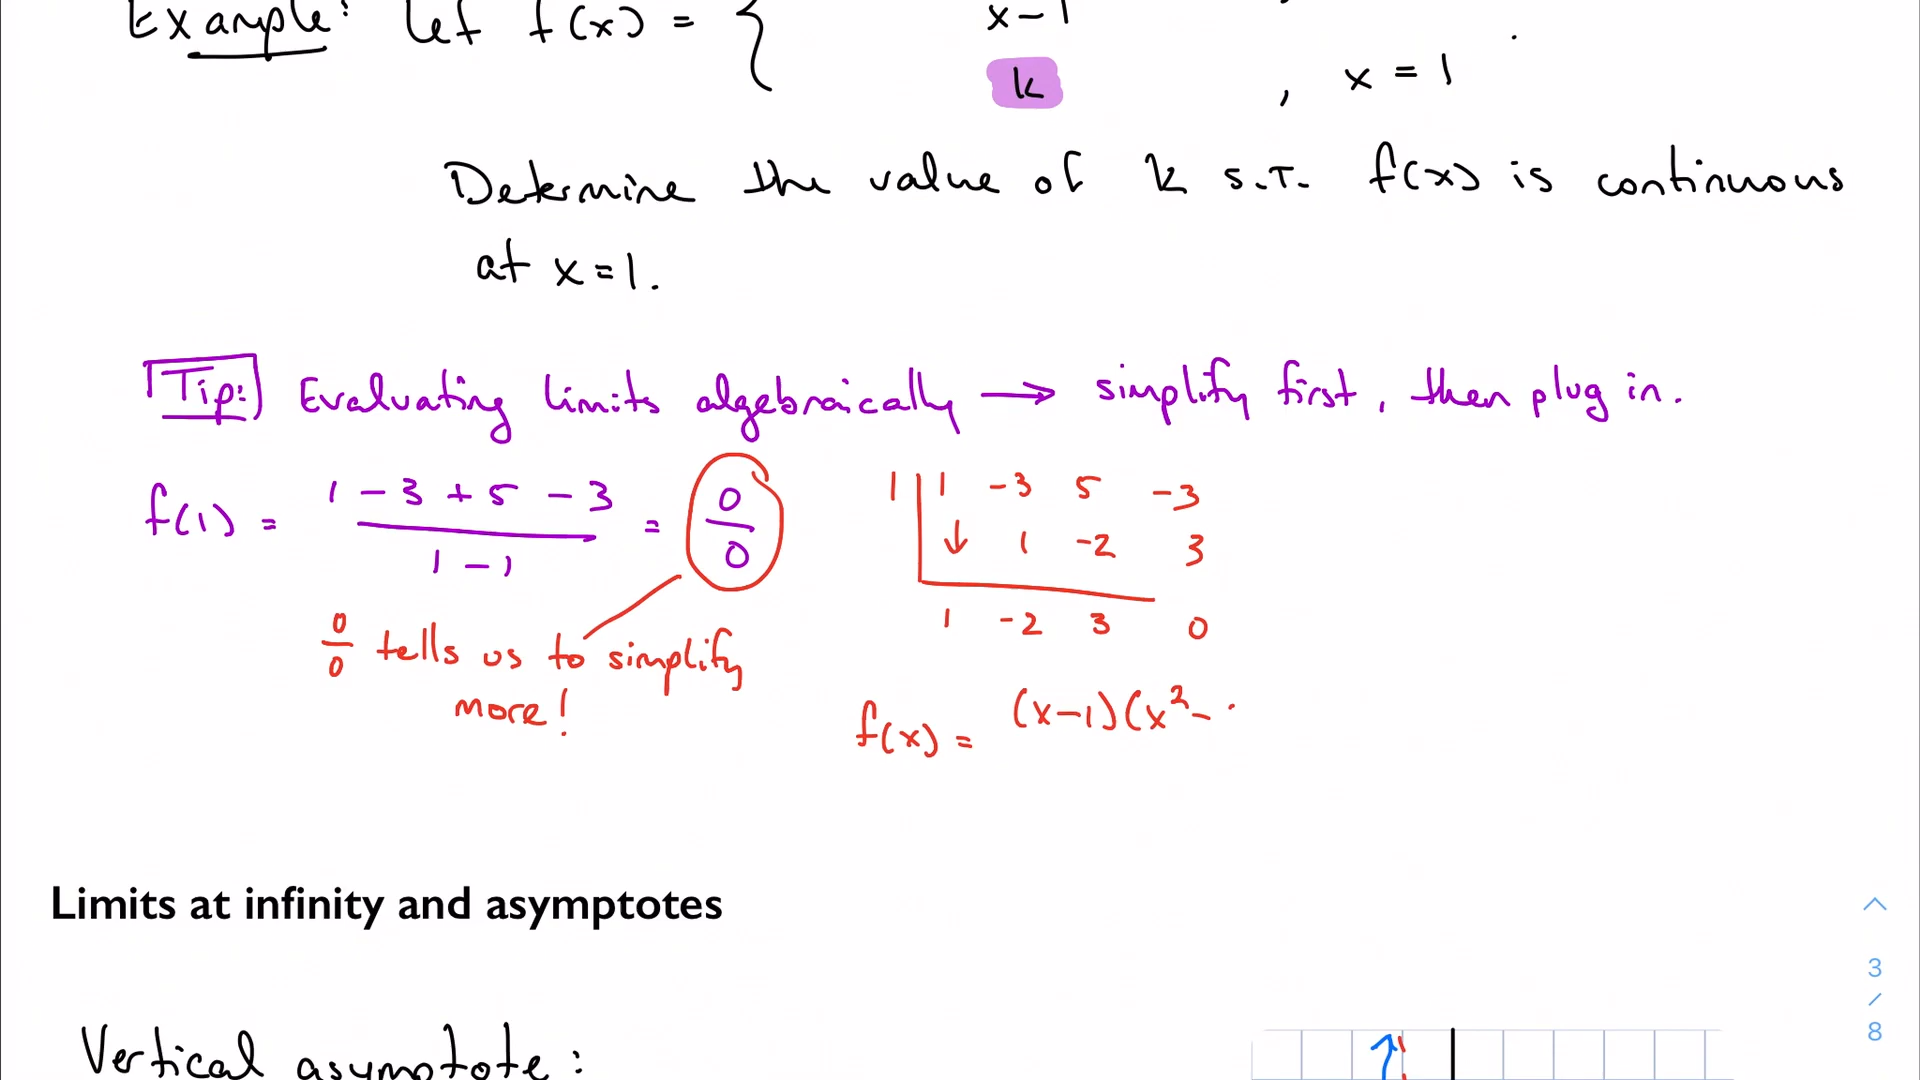 Example: Let f(x) = { x-1
k , x = 1
Determine the value of k s.t. f(x) is continuous
at x=1.
Tip: Evaluating limits algebraically → simplify first, then plug in.
f(1) = 1 - 3 + 5 - 3 / 1 - 1 = 0/0
1 | 1 -3 5 -3
↓ 1 -2 3
1 -2 3 0
0/0 tells us to simplify
more!
f(x) = (x-1)(x² -
Limits at infinity and asymptotes
Vertical asymptote:
3
/
8